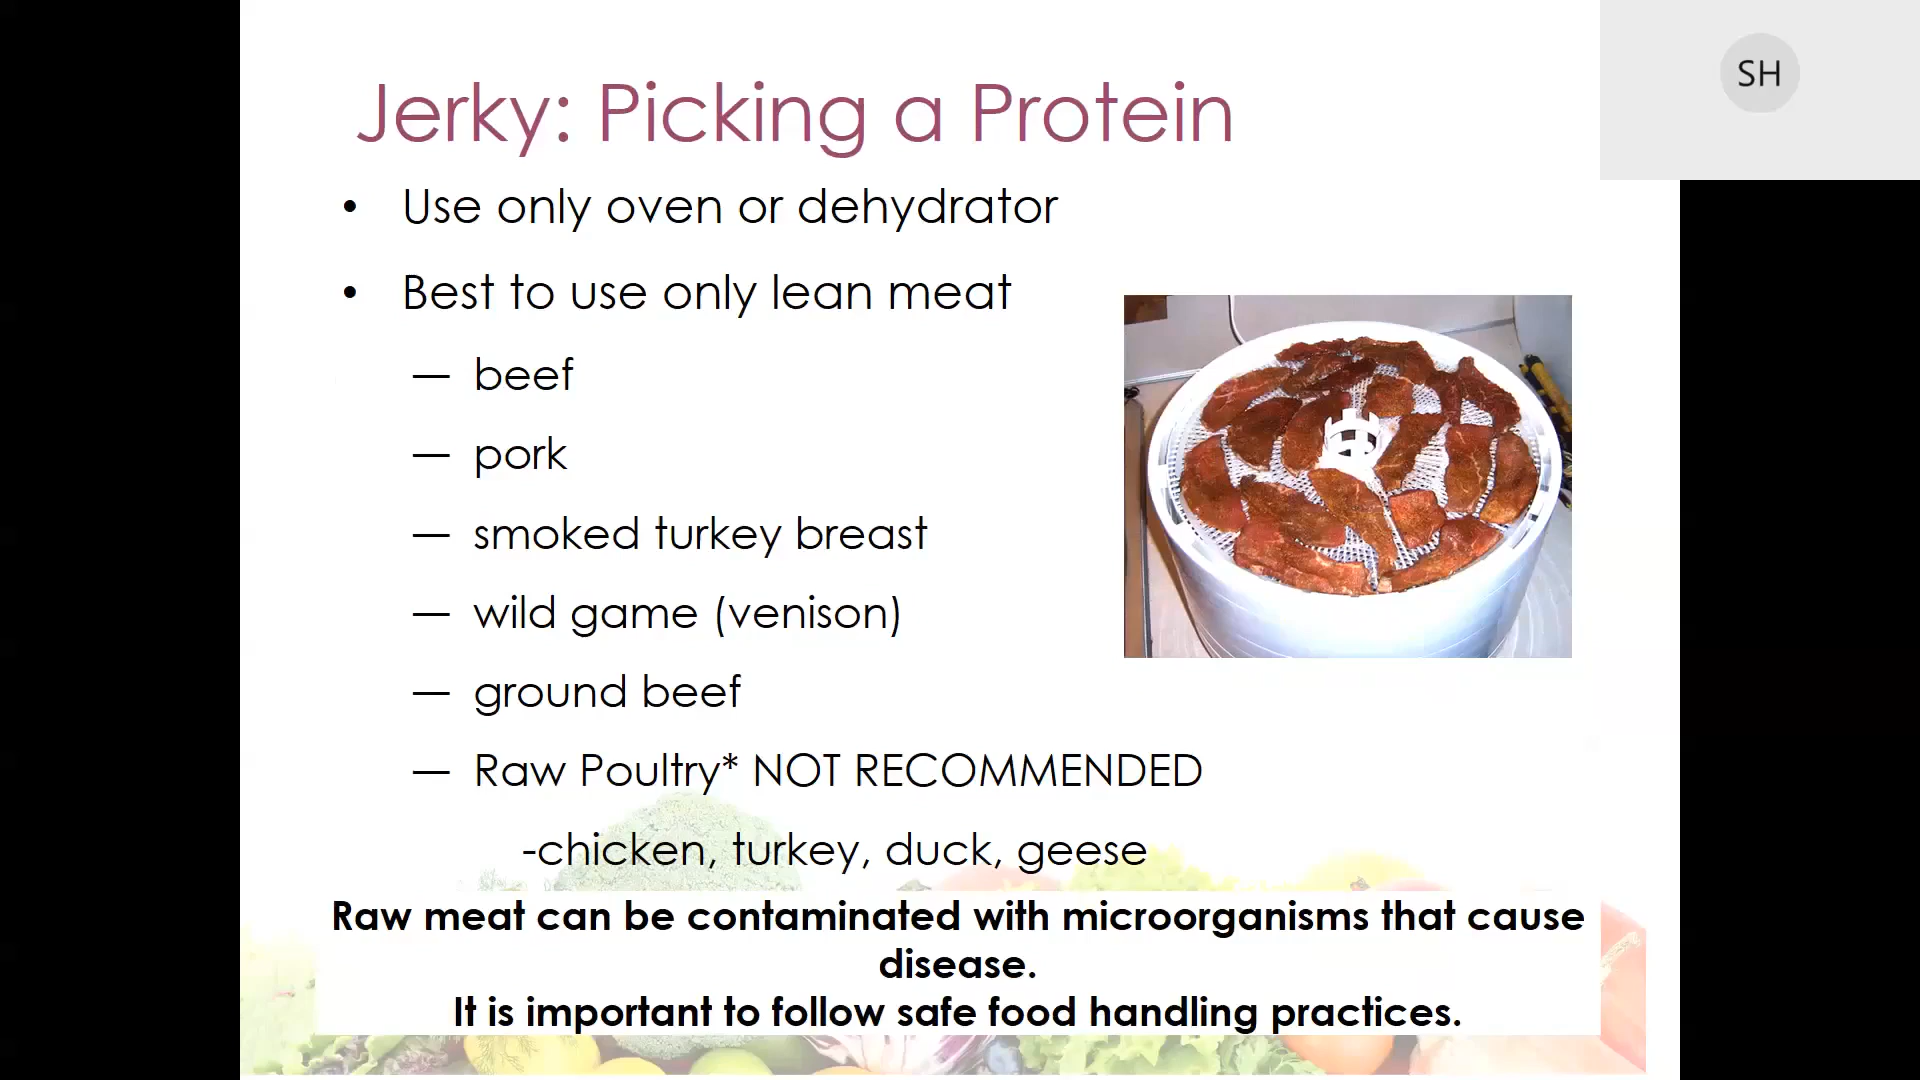 SH
Jerky: Picking a Protein
• Use only oven or dehydrator
• Best to use only lean meat
— beef
— pork
— smoked turkey breast
— wild game (venison)
— ground beef
— Raw Poultry* NOT RECOMMENDED
-chicken, turkey, duck, geese
Raw meat can be contaminated with microorganisms that cause
disease.
It is important to follow safe food handling practices.